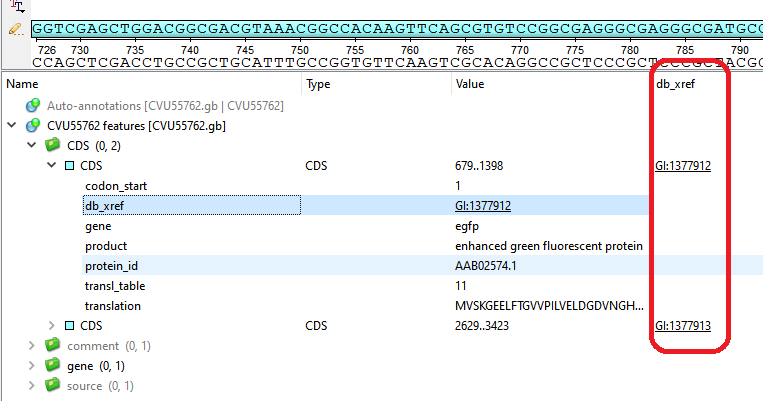 GGTCGAGCTGGACGGCGACGTAAACGGCCACAAGTTCAGCGTGTCCGGCGAGGGCGAGGGCGATGCC
726 730 735 740 745 750 755 760 765 770 775 780 785 790
CCAGCTCGACCTGCCGCTGCATTTGCCGGTGTTCAAGTCGCACAGGCCGCTCCCGCTCCCGCTACGG
Name Type Value db_xref
Auto-annotations [CVU55762.gb | CVU55762]
CVU55762 features [CVU55762.gb]
CDS (0, 2)
CDS CDS 679..1398 GI:1377912
codon_start 1
db_xref GI:1377912
gene egfp
product enhanced green fluorescent protein
protein_id AAB02574.1
transl_table 11
translation MVSKGEELFTGVVPILVELDGDVNGH...
CDS CDS 2629..3423 GI:1377913
comment (0, 1)
gene (0, 1)
source (0, 1)